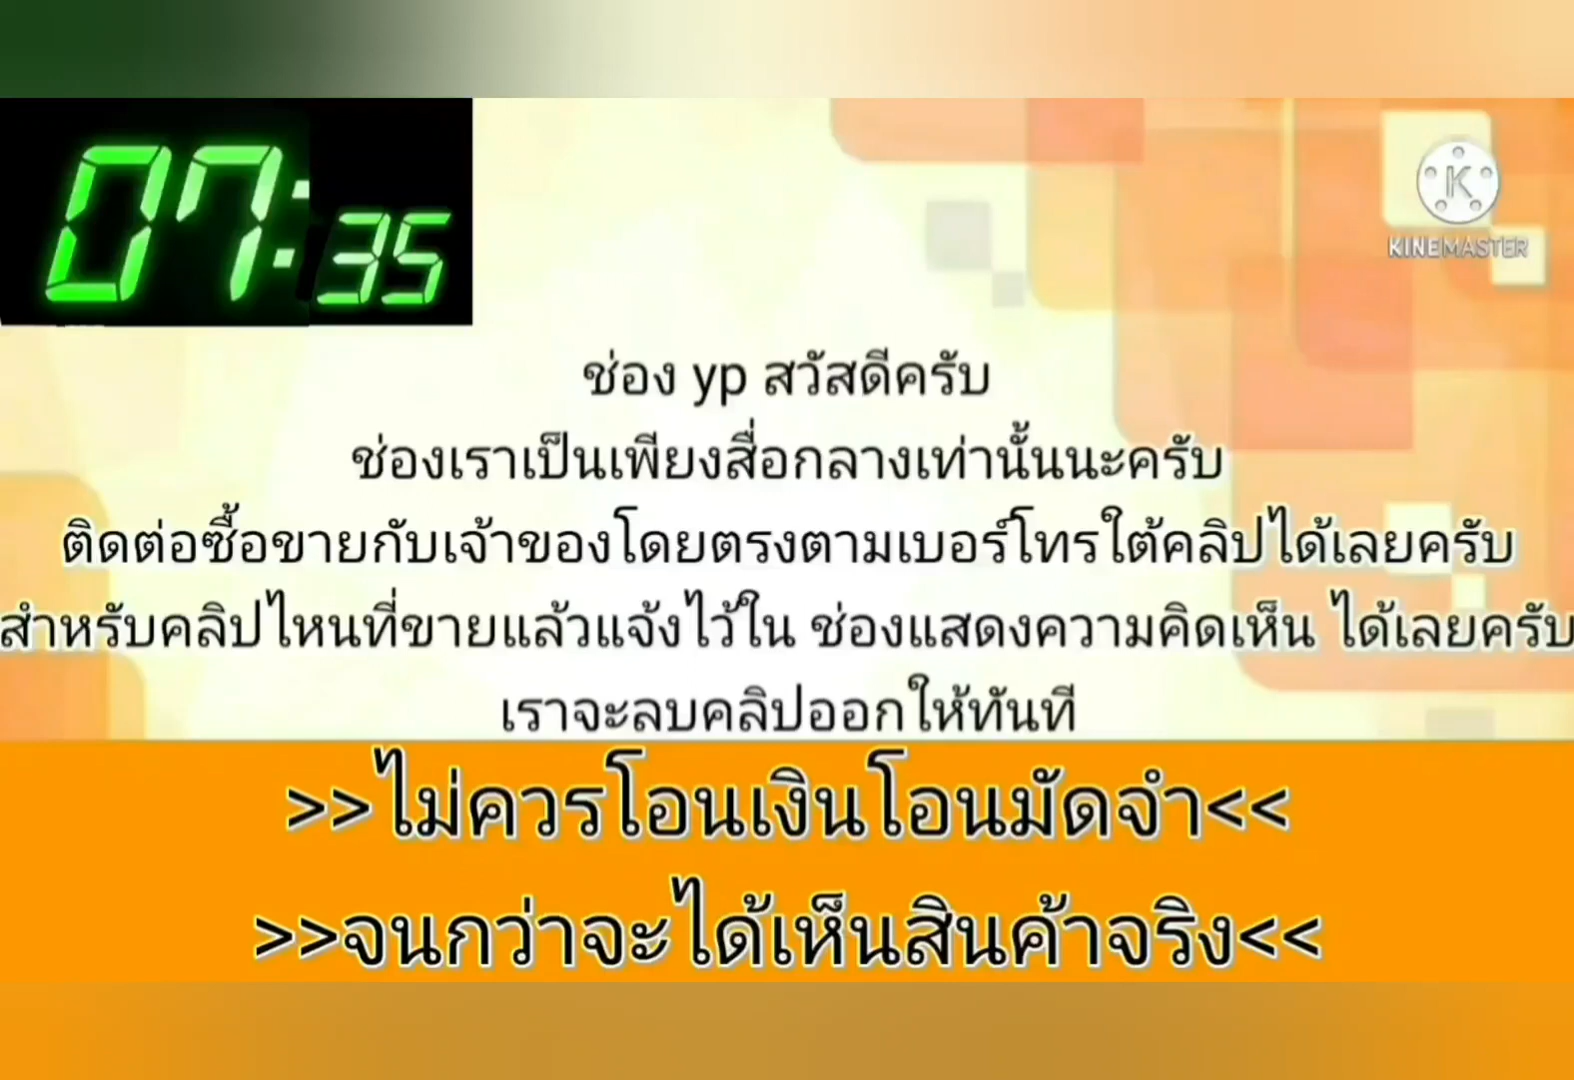 07:35
KINEMASTER
ช่อง yp สวัสดีครับ
ช่องเราเป็นเพียงสื่อกลางเท่านั้นนะครับ
ติดต่อซื้อขายกับเจ้าของโดยตรงตามเบอร์โทรใต้คลิปได้เลยครับ
สำหรับคลิปไหนที่ขายแล้วแจ้งไว้ใน ช่องแสดงความคิดเห็น ได้เลยครับ
เราจะลบคลิปออกให้ทันที
>>ไม่ควรโอนเงินโอนมัดจำ<<
>>จนกว่าจะได้เห็นสินค้าจริง<<